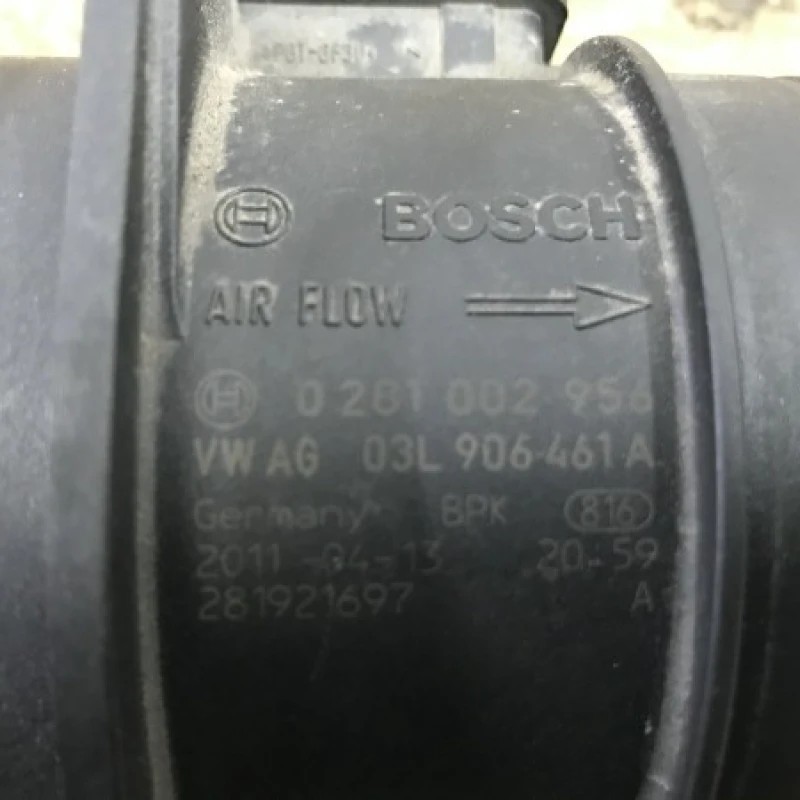 BOSCH
AIR FLOW
0 281 002 956
VW AG 03L 906 461 A
Germany BPK 816
2011-04-13 20:59
281921697 A